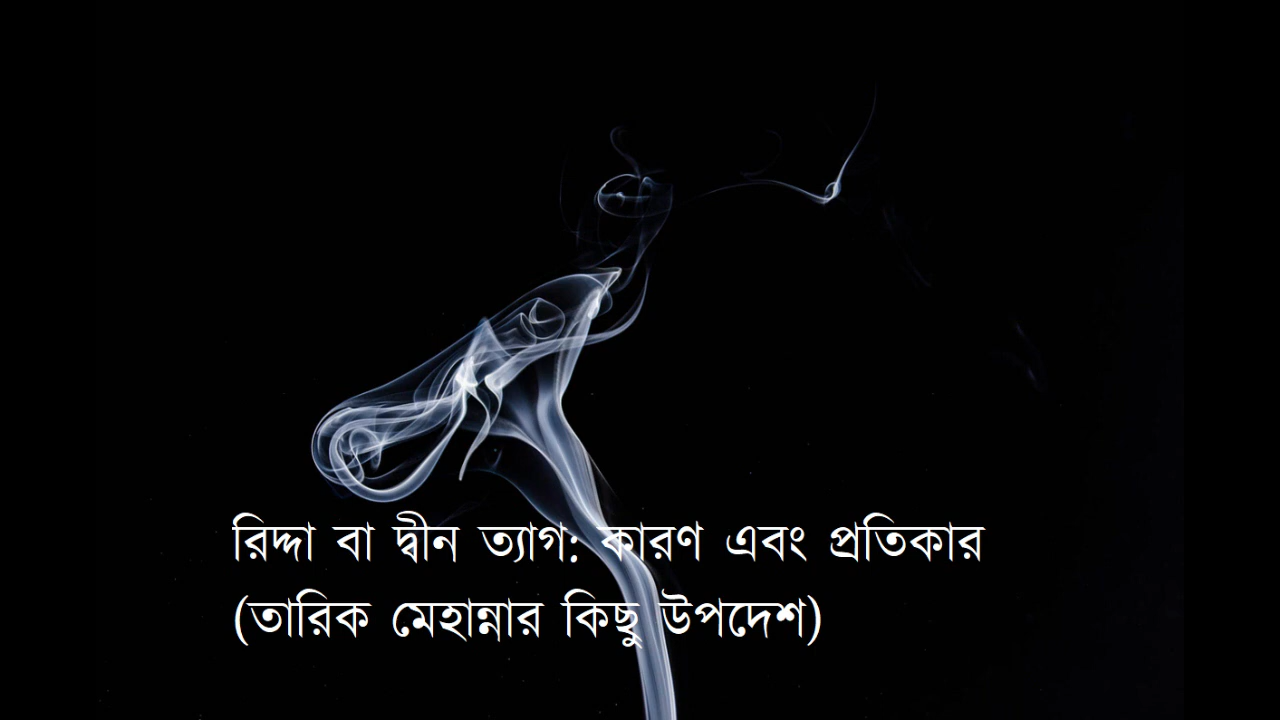 রিদ্দা বা দ্বীন ত্যাগ: কারণ এবং প্রতিকার
(তারিক মেহান্নার কিছু উপদেশ)